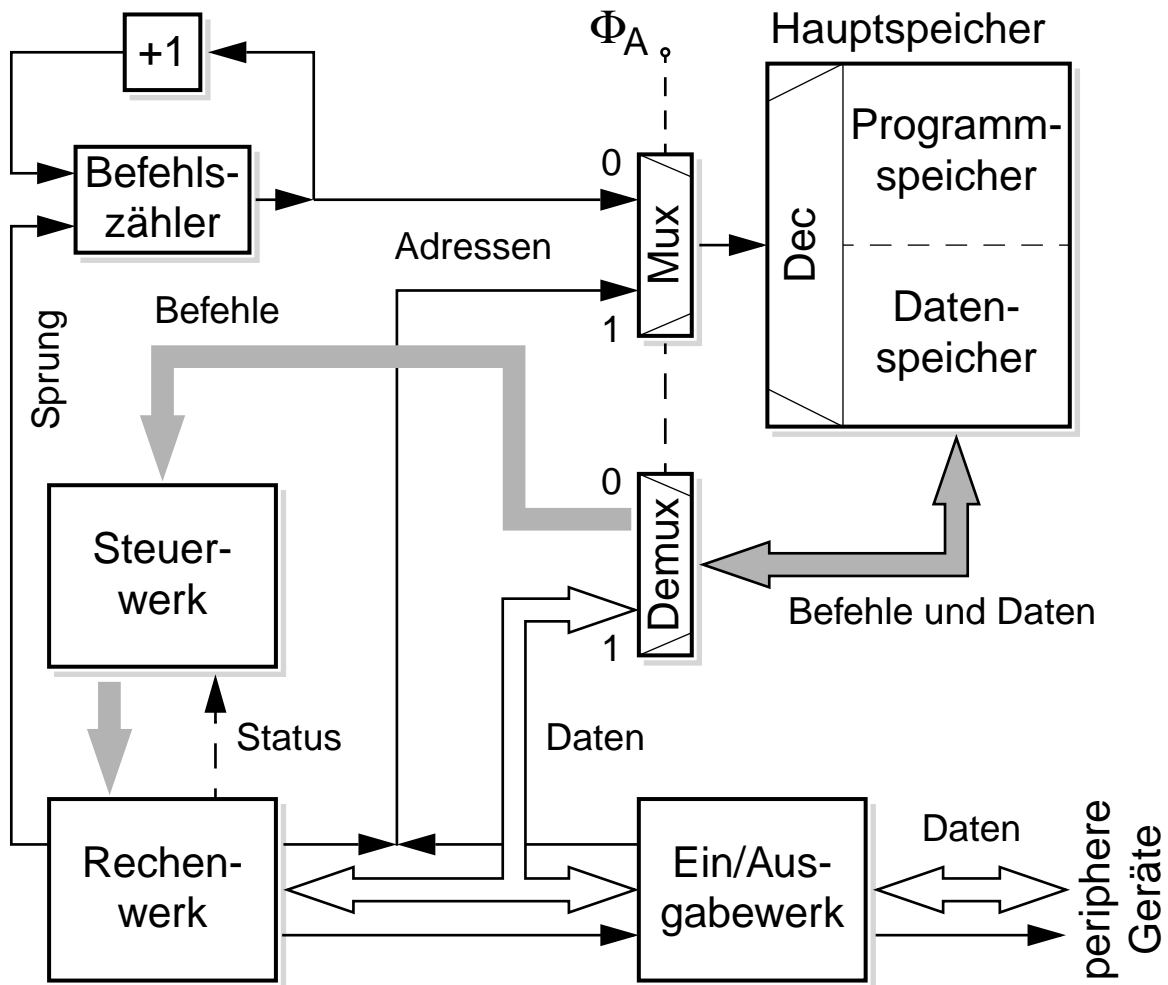 +1
ΦA
Hauptspeicher
Befehls-
zähler
0
Mux
1
Dec
Programm-
speicher
Daten-
speicher
Adressen
Befehle
Sprung
Steuer-
werk
0
Demux
1
Befehle und Daten
Status
Daten
Rechen-
werk
Ein/Aus-
gabewerk
Daten
periphere
Geräte